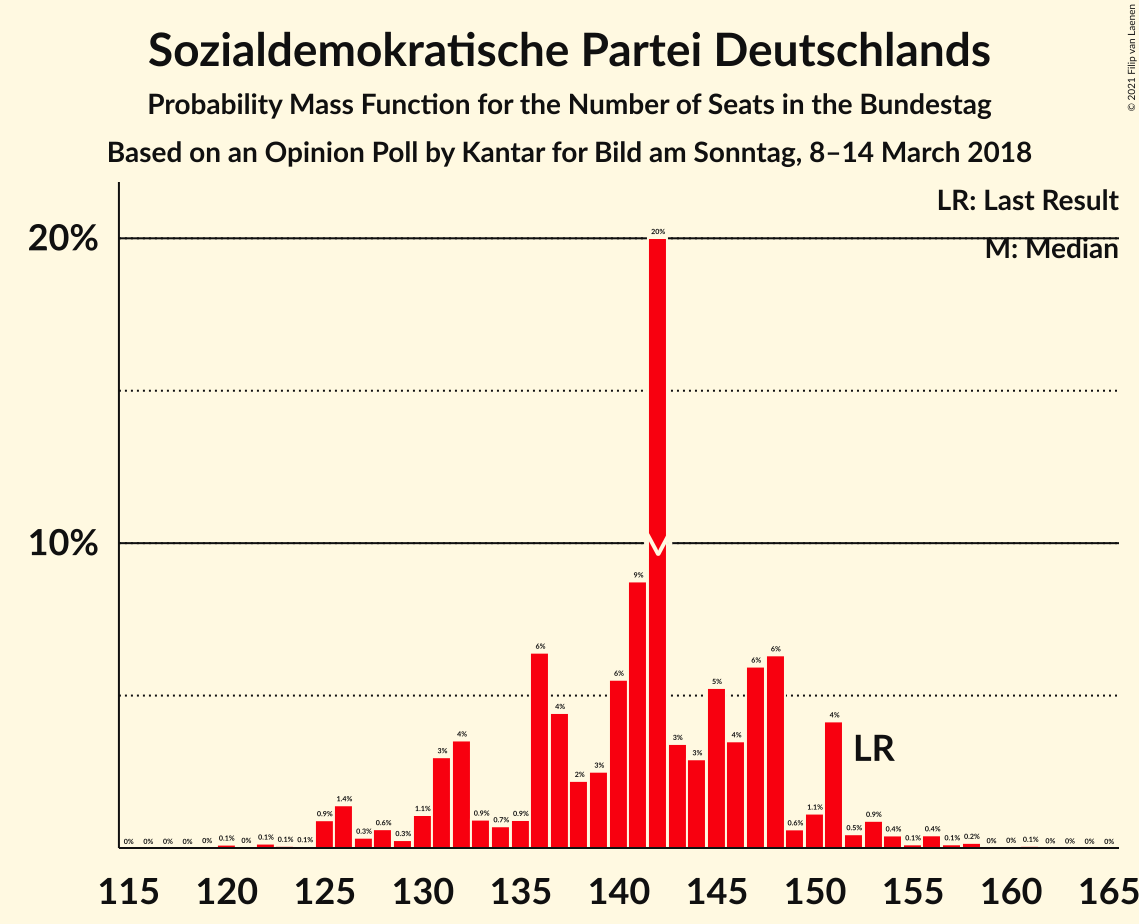 © 2021 Filip van Laenen
Sozialdemokratische Partei Deutschlands
Probability Mass Function for the Number of Seats in the Bundestag
Based on an Opinion Poll by Kantar for Bild am Sonntag, 8–14 March 2018
LR: Last Result
M: Median
20%
10%
0% 0% 0% 0% 0% 0.1% 0% 0.1% 0.1% 0.1% 0.9% 1.4% 0.3% 0.6% 0.3% 1.1% 3% 4% 0.9% 0.7% 0.9% 6% 4% 2% 3% 6% 9% 20% 3% 3% 5% 4% 6% 6% 0.6% 1.1% 4% 0.5% 0.9% 0.4% 0.1% 0.4% 0.1% 0.2% 0% 0% 0.1% 0% 0% 0% 0%
LR
115 120 125 130 135 140 145 150 155 160 165